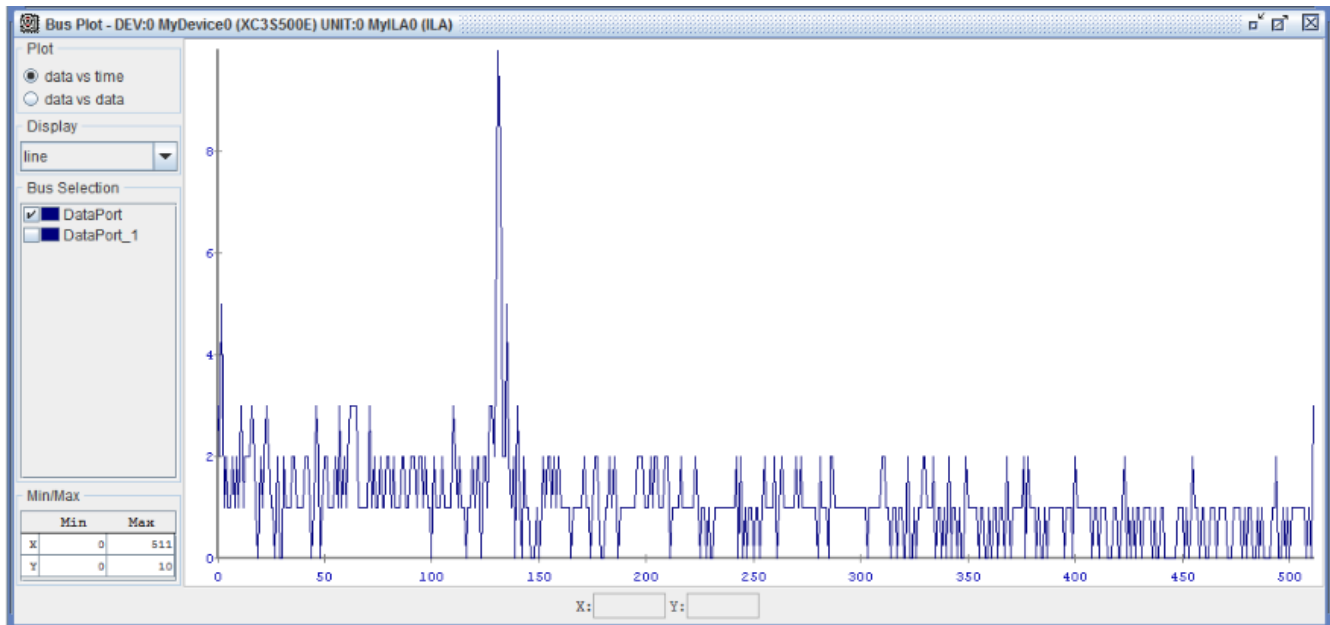 Bus Plot - DEV:0 MyDevice0 (XC3S500E) UNIT:0 MyILA0 (ILA)
Plot
data vs time
data vs data
Display
line
Bus Selection
DataPort
DataPort_1
Min/Max
Min Max
X 0 511
Y 0 10
8
6
4
2
0
0 50 100 150 200 250 300 350 400 450 500
X: Y: